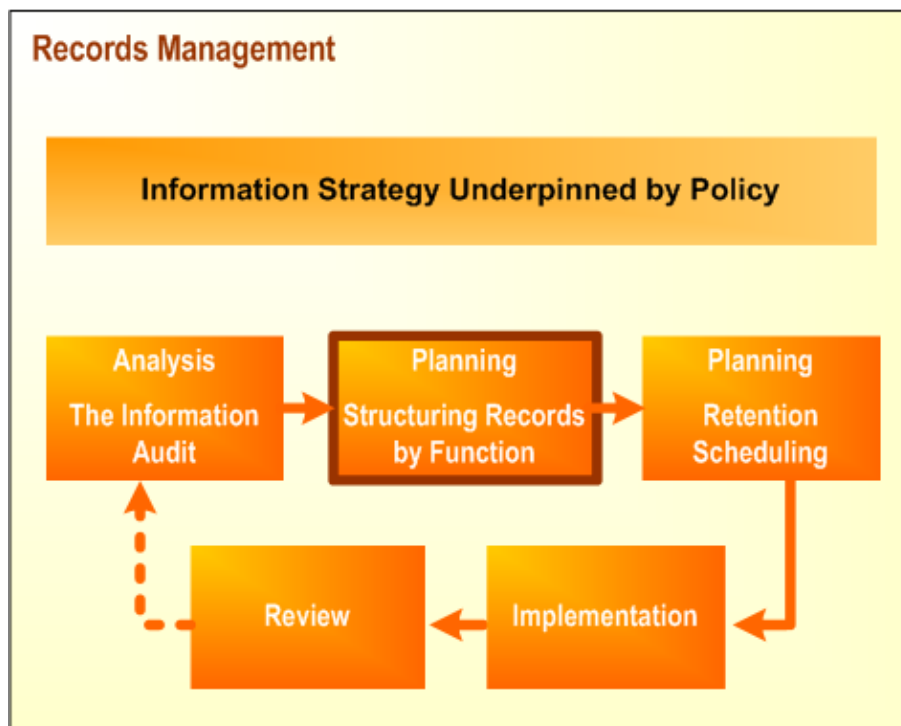 Records Management
Information Strategy Underpinned by Policy
Analysis
The Information
Audit
Planning
Structuring Records
by Function
Planning
Retention
Scheduling
Review
Implementation